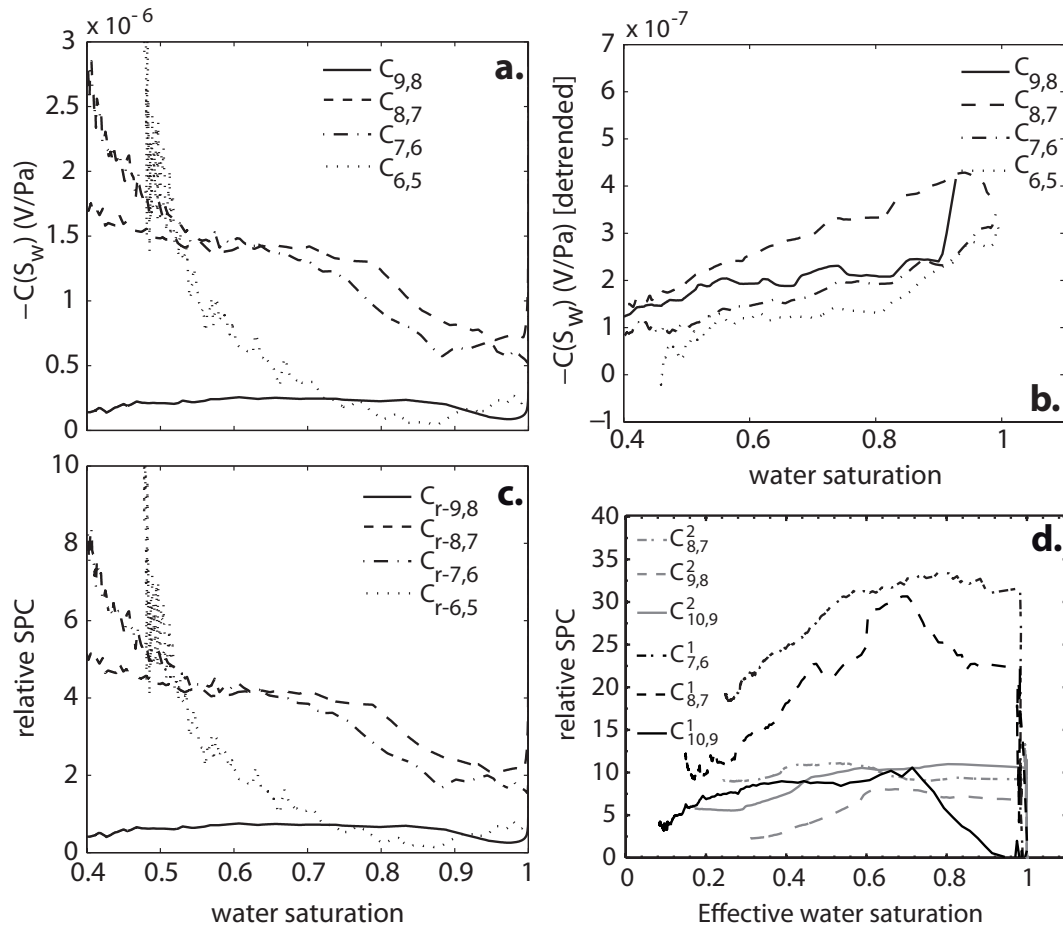 x 10⁻⁶
3
2.5
2
1.5
1
0.5
0
−C(S_w) (V/Pa)
a.
C_9,8
C_8,7
C_7,6
C_6,5
x 10⁻⁷
7
6
5
4
3
2
1
0
−1
−C(S_w) (V/Pa) [detrended]
C_9,8
C_8,7
C_7,6
C_6,5
b.
0.4 0.6 0.8 1
water saturation
10
8
6
4
2
0
relative SPC
c.
C_r-9,8
C_r-8,7
C_r-7,6
C_r-6,5
0.4 0.5 0.6 0.7 0.8 0.9 1
water saturation
40
35
30
25
20
15
10
5
0
relative SPC
d.
C²_8,7
C²_9,8
C²_10,9
C¹_7,6
C¹_8,7
C¹_10,9
0 0.2 0.4 0.6 0.8 1
Effective water saturation